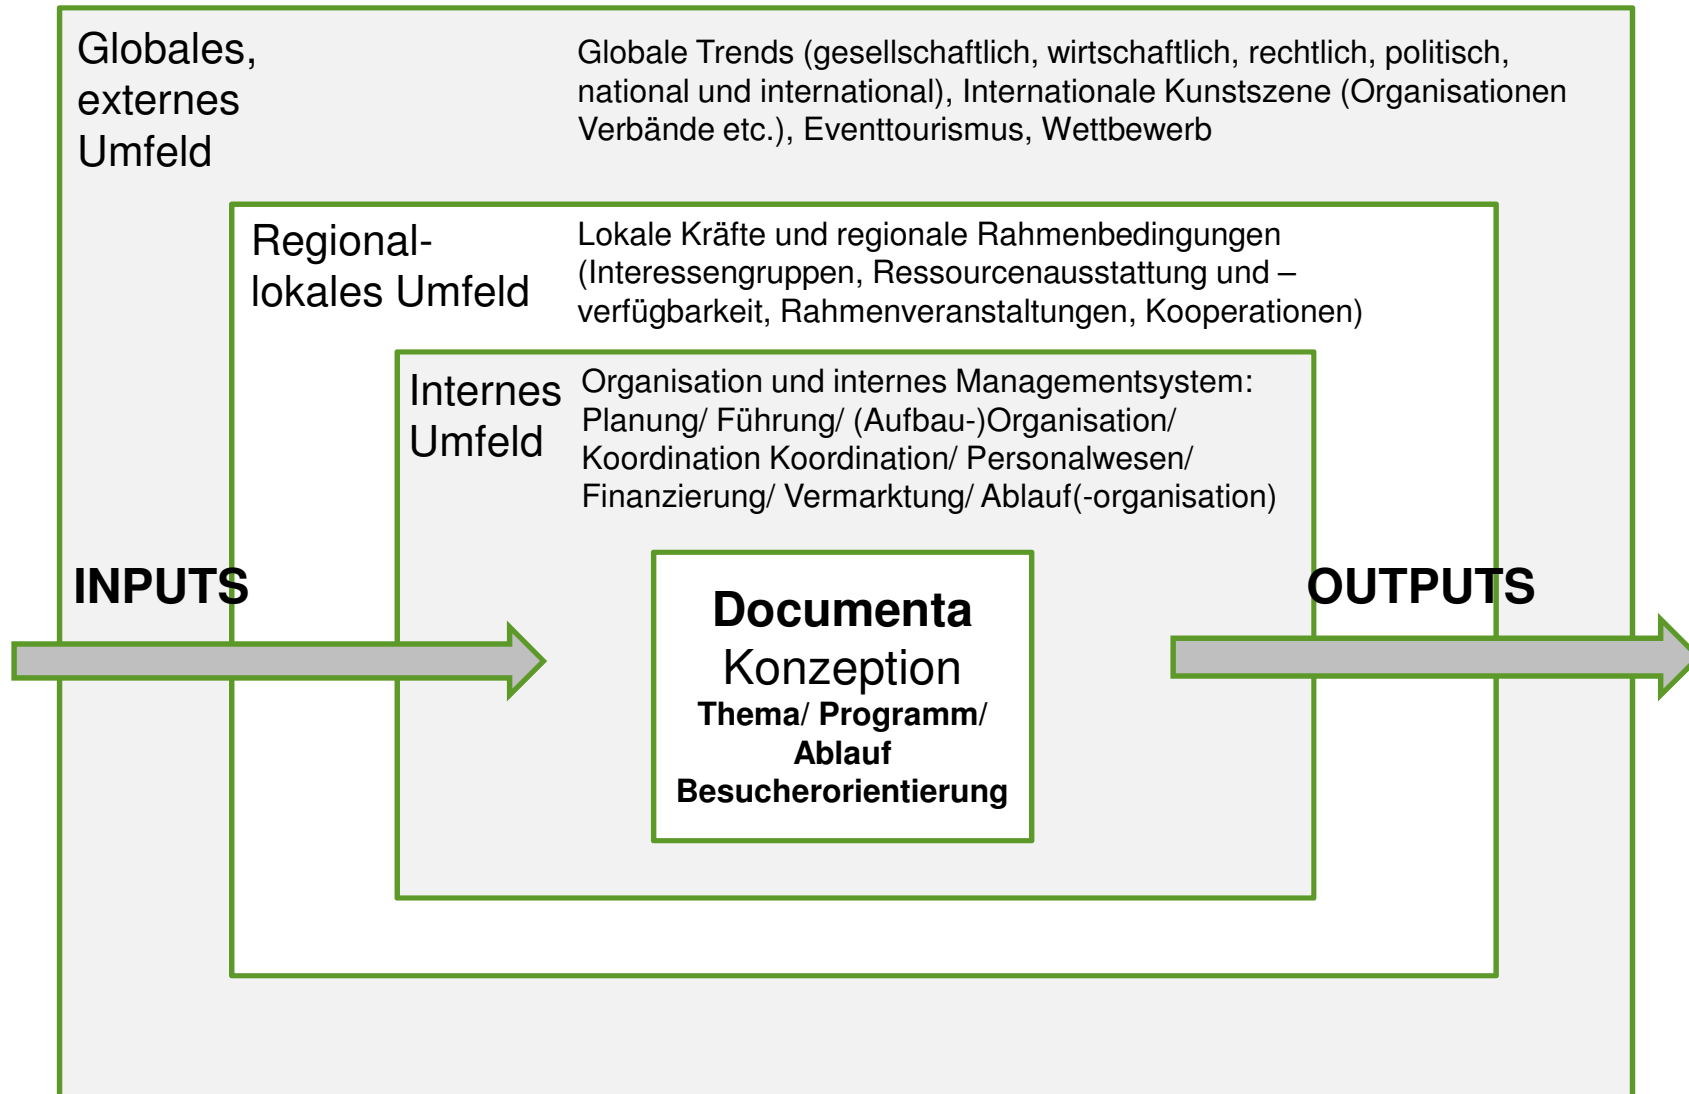 Globales,
externes
Umfeld
Globale Trends (gesellschaftlich, wirtschaftlich, rechtlich, politisch,
national und international), Internationale Kunstszene (Organisationen
Verbände etc.), Eventtourismus, Wettbewerb
Regional-
lokales Umfeld
Lokale Kräfte und regionale Rahmenbedingungen
(Interessengruppen, Ressourcenausstattung und –
verfügbarkeit, Rahmenveranstaltungen, Kooperationen)
Internes
Umfeld
Organisation und internes Managementsystem:
Planung/ Führung/ (Aufbau-)Organisation/
Koordination Koordination/ Personalwesen/
Finanzierung/ Vermarktung/ Ablauf(-organisation)
INPUTS
OUTPUTS
Documenta
Konzeption
Thema/ Programm/
Ablauf
Besucherorientierung